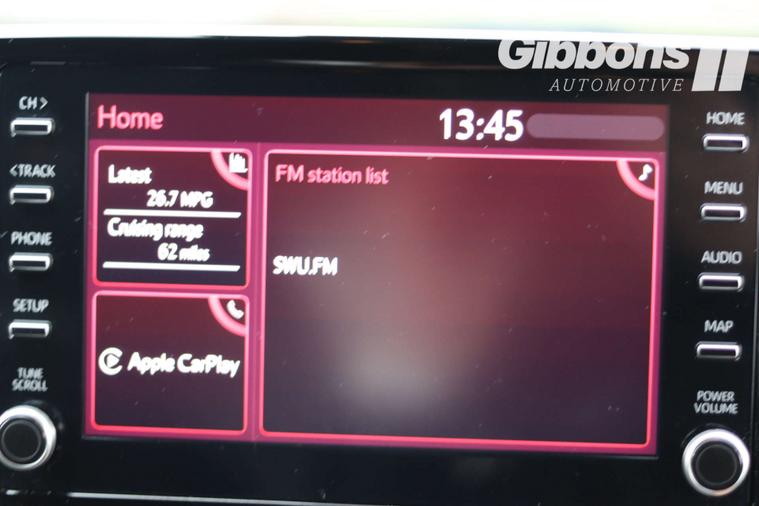 Gibbons
AUTOMOTIVE
CH >
< TRACK
PHONE
SETUP
TUNE
SCROLL
Home
13:45
Latest
26.7 MPG
Cruising range
62 miles
Apple CarPlay
FM station list
SWU.FM
HOME
MENU
AUDIO
MAP
POWER
VOLUME